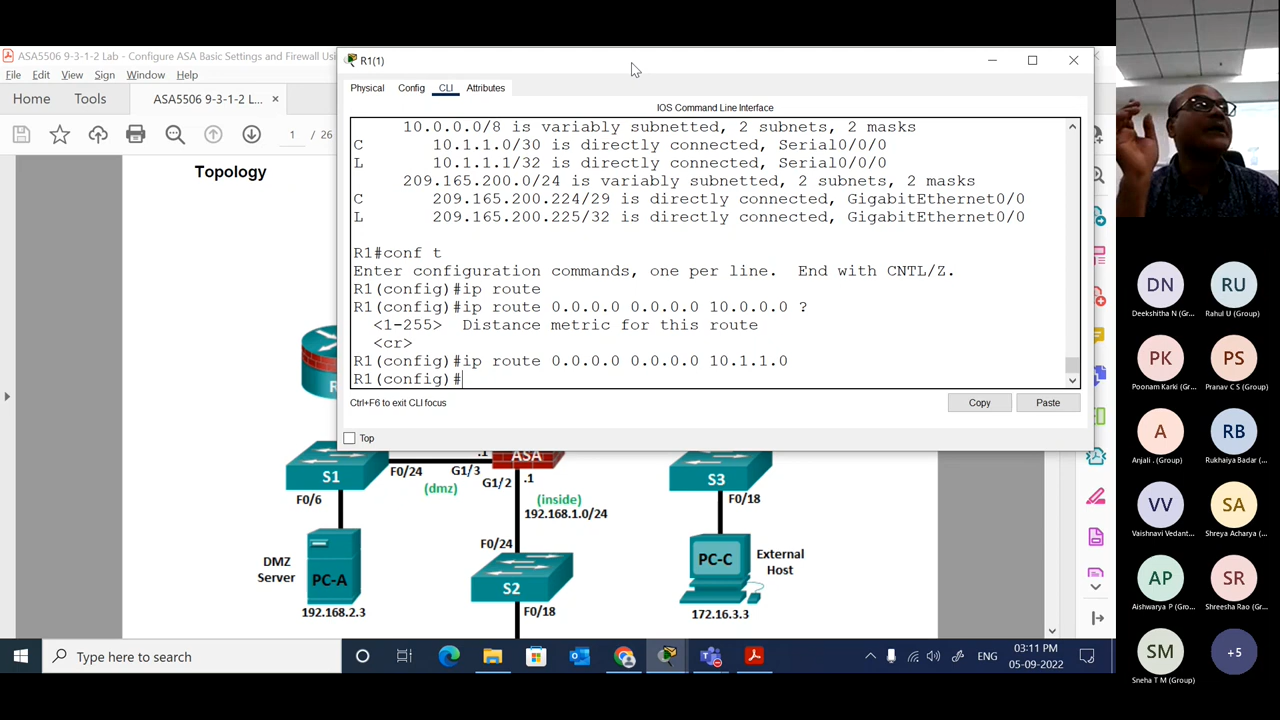 ASA5506 9-3-1-2 Lab - Configure ASA Basic Settings and Firewall Us
File Edit View Sign Window Help
Home Tools ASA5506 9-3-1-2 L... ×
1 / 26
Topology
R1(1)
Physical Config CLI Attributes
IOS Command Line Interface
10.0.0.0/8 is variably subnetted, 2 subnets, 2 masks
C 10.1.1.0/30 is directly connected, Serial0/0/0
L 10.1.1.1/32 is directly connected, Serial0/0/0
209.165.200.0/24 is variably subnetted, 2 subnets, 2 masks
C 209.165.200.224/29 is directly connected, GigabitEthernet0/0
L 209.165.200.225/32 is directly connected, GigabitEthernet0/0
R1#conf t
Enter configuration commands, one per line. End with CNTL/Z.
R1(config)#ip route
R1(config)#ip route 0.0.0.0 0.0.0.0 10.0.0.0 ?
<1-255> Distance metric for this route
<cr>
R1(config)#ip route 0.0.0.0 0.0.0.0 10.1.1.0
R1(config)#
Ctrl+F6 to exit CLI focus
Copy Paste
Top
R
S1
F0/24
G1/3
.1
ASA
(dmz)
G1/2
.1
(inside)
192.168.1.0/24
F0/6
S3
F0/18
DMZ
Server
PC-A
192.168.2.3
F0/24
S2
F0/18
PC-C
External
Host
172.16.3.3
Type here to search
ENG
03:11 PM
05-09-2022
DN
Deekshitha N (Gr...
RU
Rahul U (Group)
PK
Poonam Karki (Group)
PS
Pranav C S (Group)
A
Anjali . (Group)
RB
Rukhaiya Badar (Group)
VV
Vaishnavi Vedant...
SA
Shreya Acharya (...
AP
Aishwarya P (Gro...
SR
Shreesha Rao (Gr...
SM
Sneha T M (Group)
+5